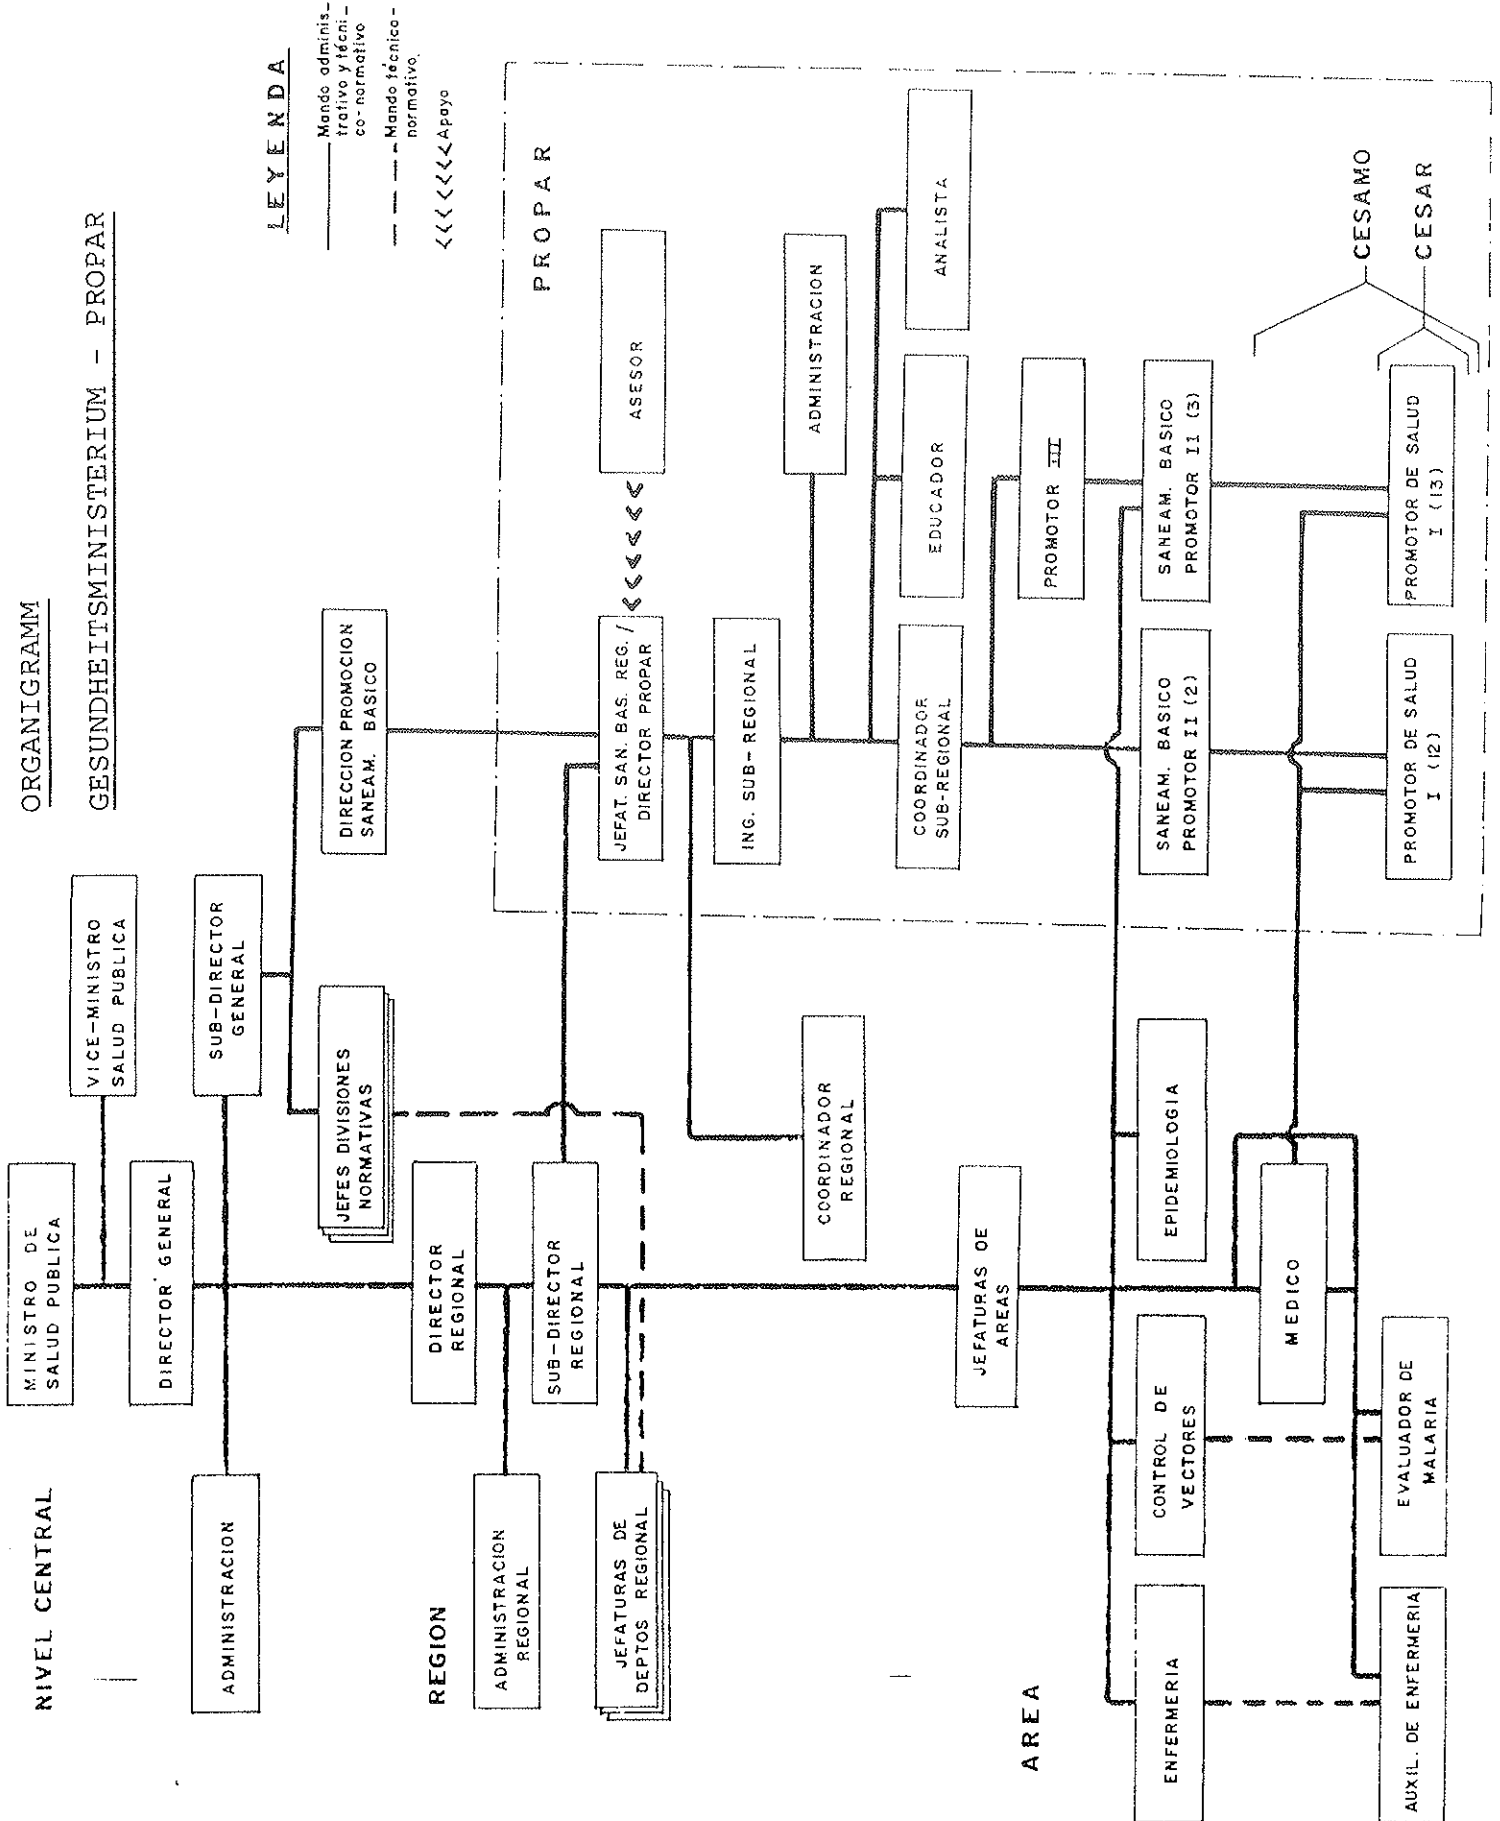 ORGANIGRAMM
GESUNDHEITSMINISTERIUM - PROPAR
LEYENDA
Mando adminis-
trativo y técni-
co-normativo
Mando técnico-
normativo.
<<<<<<Apoyo
NIVEL CENTRAL
MINISTRO DE
SALUD PUBLICA
VICE-MINISTRO
SALUD PUBLICA
DIRECTOR GENERAL
ADMINISTRACION
SUB-DIRECTOR
GENERAL
JEFES DIVISIONES
NORMATIVAS
DIRECCION PROMOCION
SANEAM. BASICO
REGION
DIRECTOR
REGIONAL
ADMINISTRACION
REGIONAL
SUB-DIRECTOR
REGIONAL
JEFATURAS DE
DEPTOS REGIONAL
PROPAR
JEFAT. SAN. BAS. REG. /
DIRECTOR PROPAR
<<<<<<
ASESOR
ING. SUB-REGIONAL
COORDINADOR
REGIONAL
ADMINISTRACION
COORDINADOR
SUB-REGIONAL
EDUCADOR
ANALISTA
AREA
JEFATURAS DE
AREAS
PROMOTOR III
ENFERMERIA
CONTROL DE
VECTORES
EPIDEMIOLOGIA
SANEAM. BASICO
PROMOTOR II (2)
SANEAM. BASICO
PROMOTOR II (3)
MEDICO
AUXIL. DE ENFERMERIA
EVALUADOR DE
MALARIA
PROMOTOR DE SALUD
I (12)
PROMOTOR DE SALUD
I (13)
CESAMO
CESAR